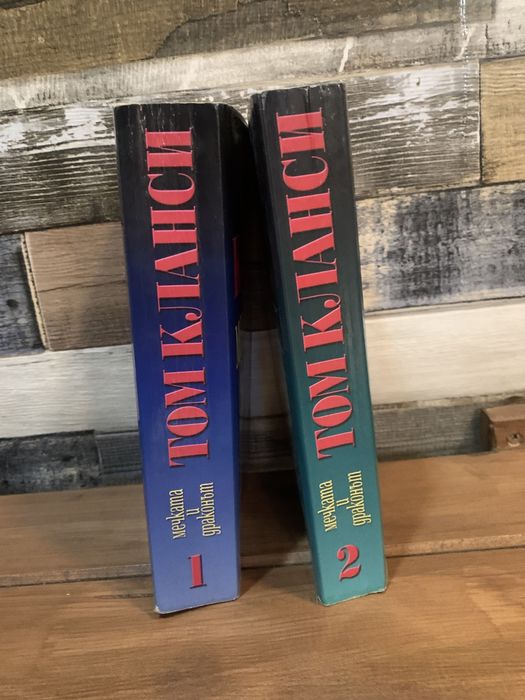 ТОМ КЛАНСИ
мечката
и
драконът
1
ТОМ КЛАНСИ
мечката
и
драконът
2